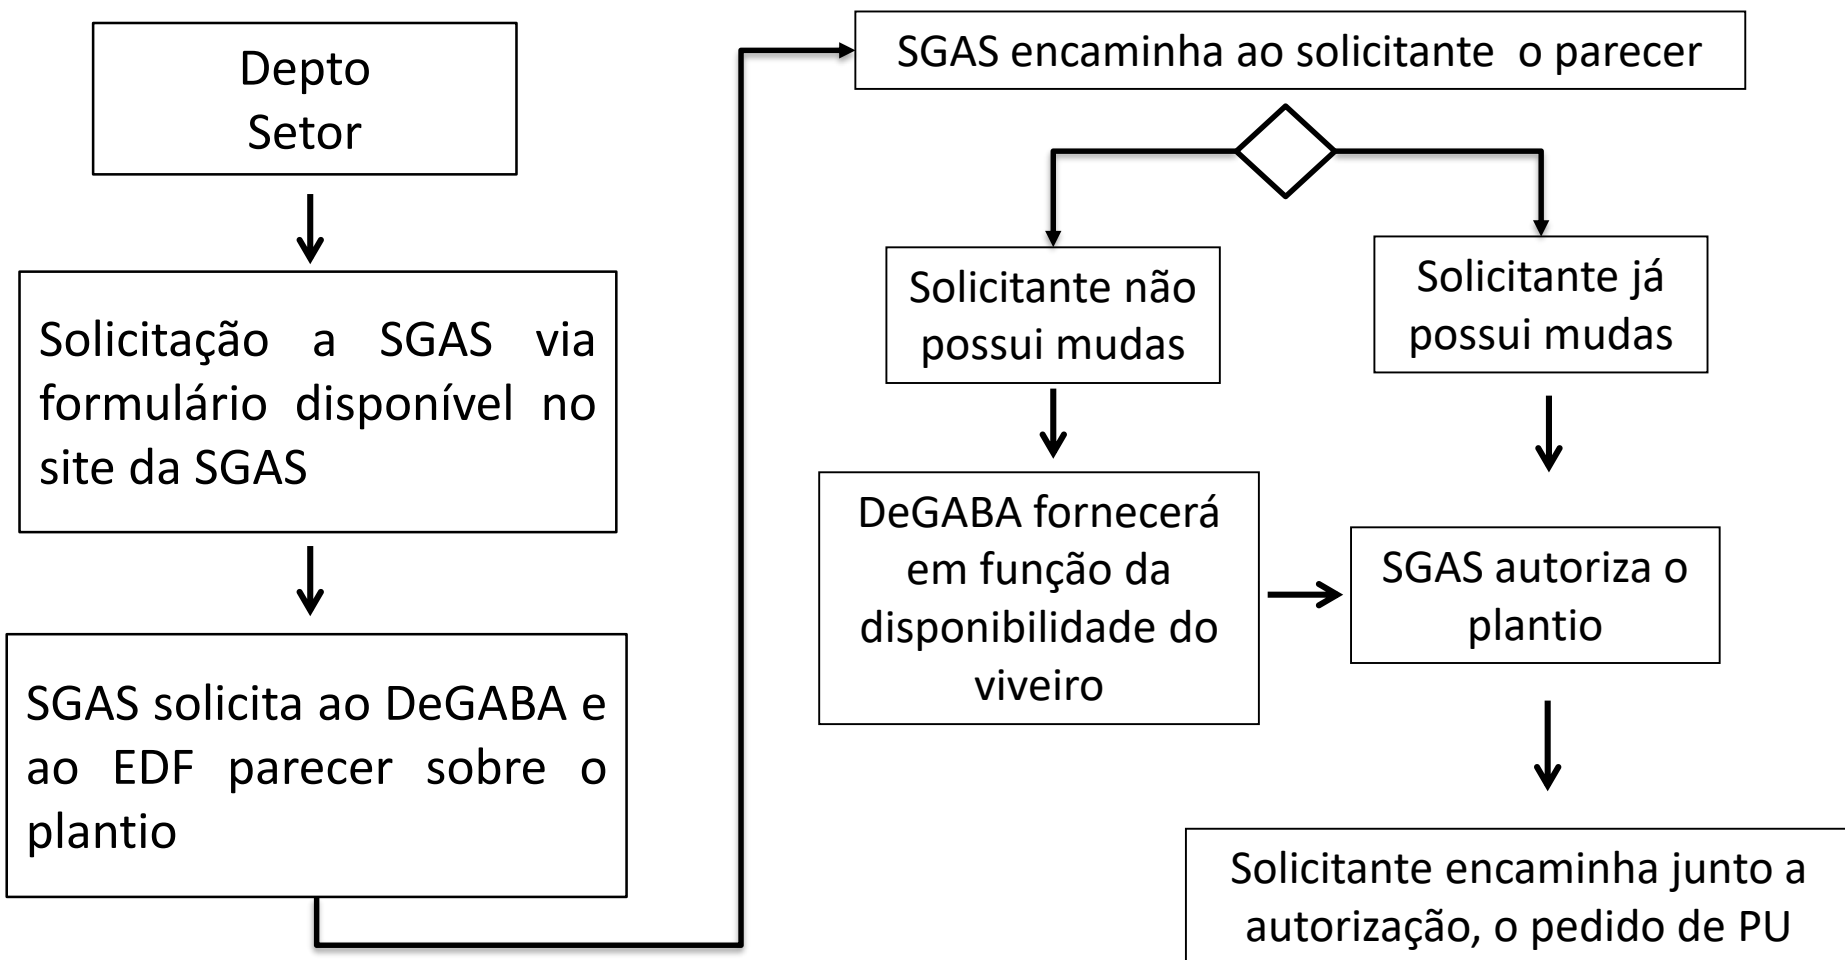 Depto
Setor
Solicitação a SGAS via
formulário disponível no
site da SGAS
SGAS solicita ao DeGABA e
ao EDF parecer sobre o
plantio
SGAS encaminha ao solicitante o parecer
Solicitante não
possui mudas
Solicitante já
possui mudas
DeGABA fornecerá
em função da
disponibilidade do
viveiro
SGAS autoriza o
plantio
Solicitante encaminha junto a
autorização, o pedido de PU